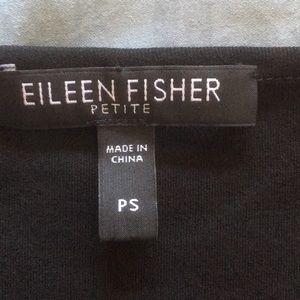 EILEEN FISHER
PETITE
MADE IN
CHINA
PS